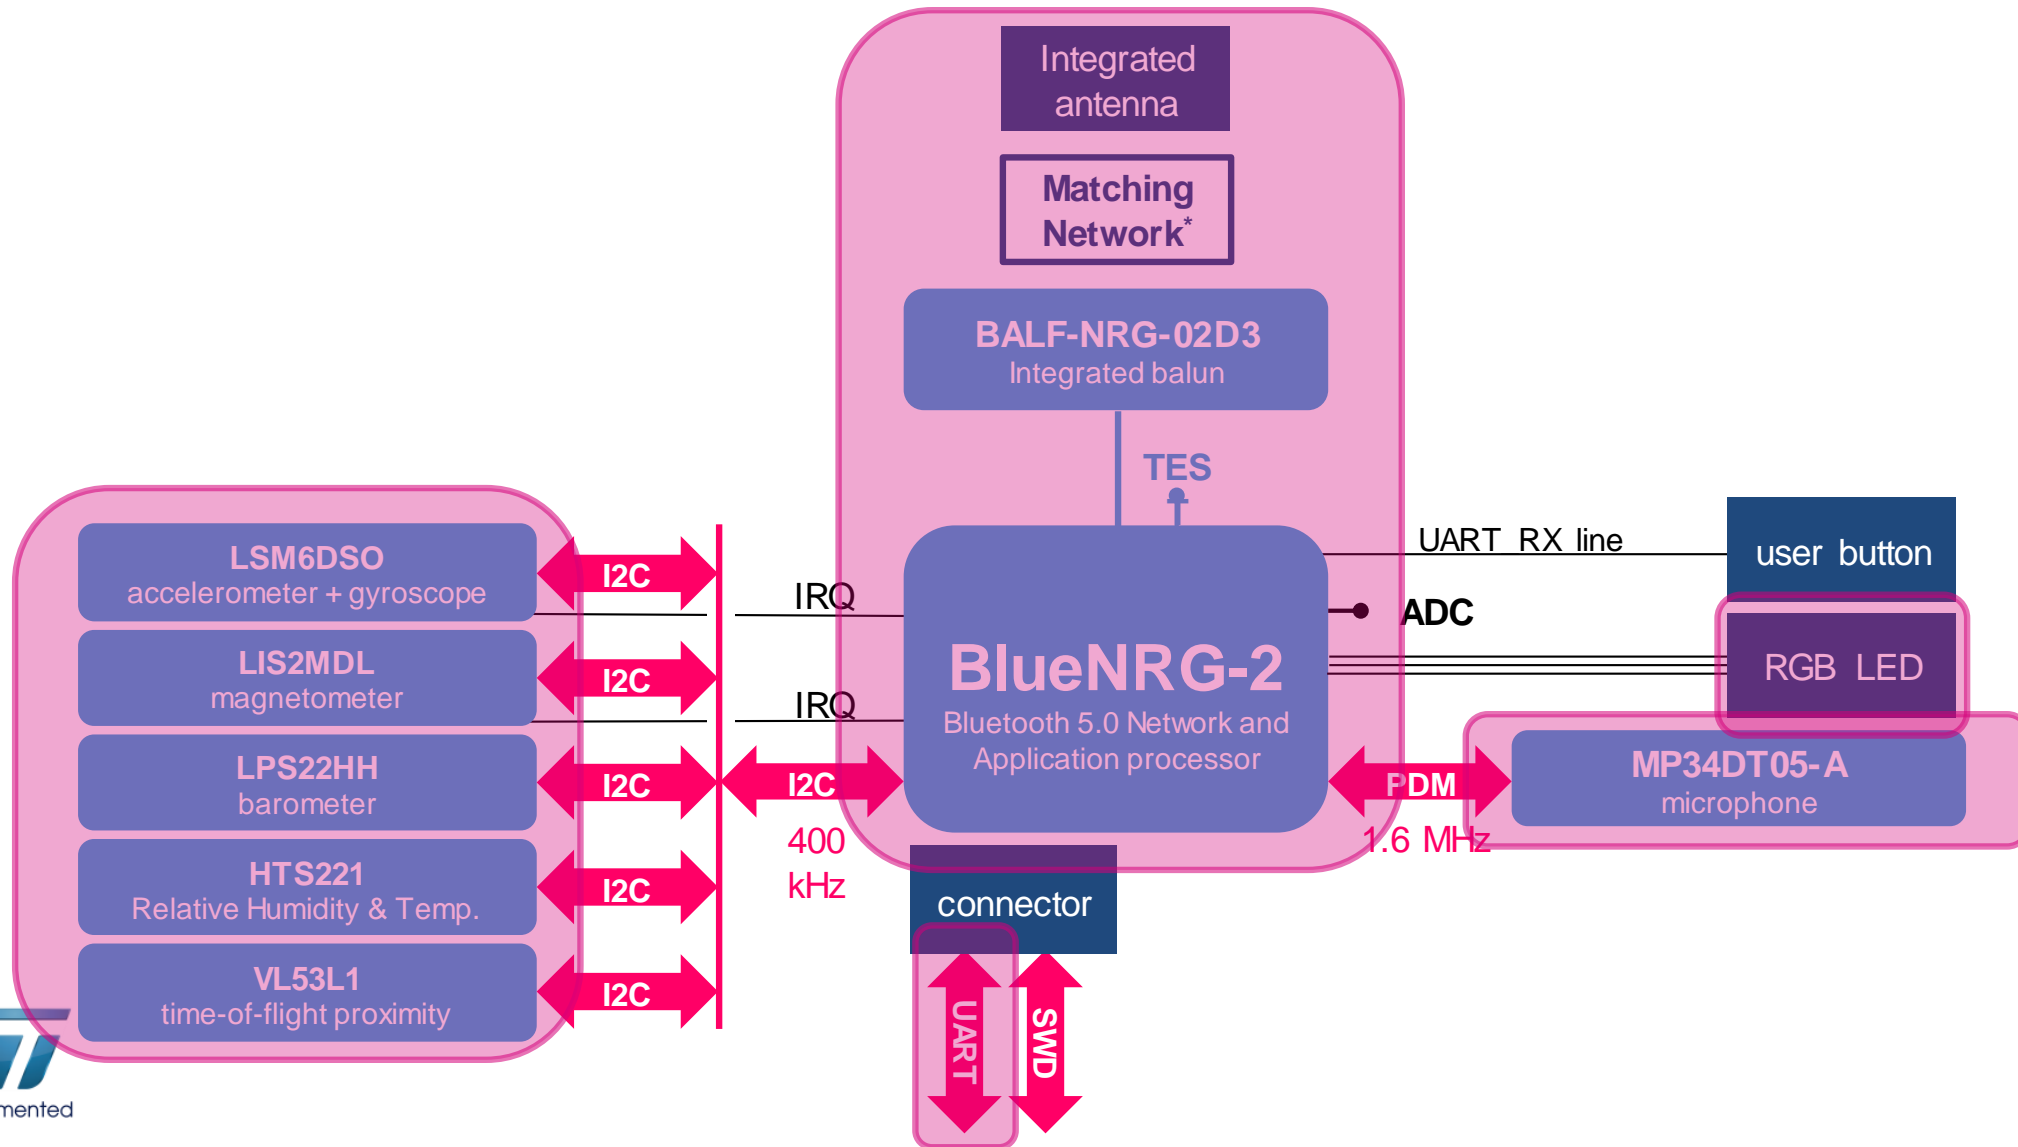 Integrated
antenna
Matching
Network*
BALF-NRG-02D3
Integrated balun
TES
LSM6DSO
accelerometer + gyroscope
I2C
IRQ
LIS2MDL
magnetometer
I2C
IRQ
LPS22HH
barometer
I2C
I2C
400
kHz
HTS221
Relative Humidity & Temp.
I2C
VL53L1
time-of-flight proximity
I2C
BlueNRG-2
Bluetooth 5.0 Network and
Application processor
UART RX line
user button
ADC
RGB LED
PDM
1.6 MHz
MP34DT05-A
microphone
connector
UART
SWD
mented